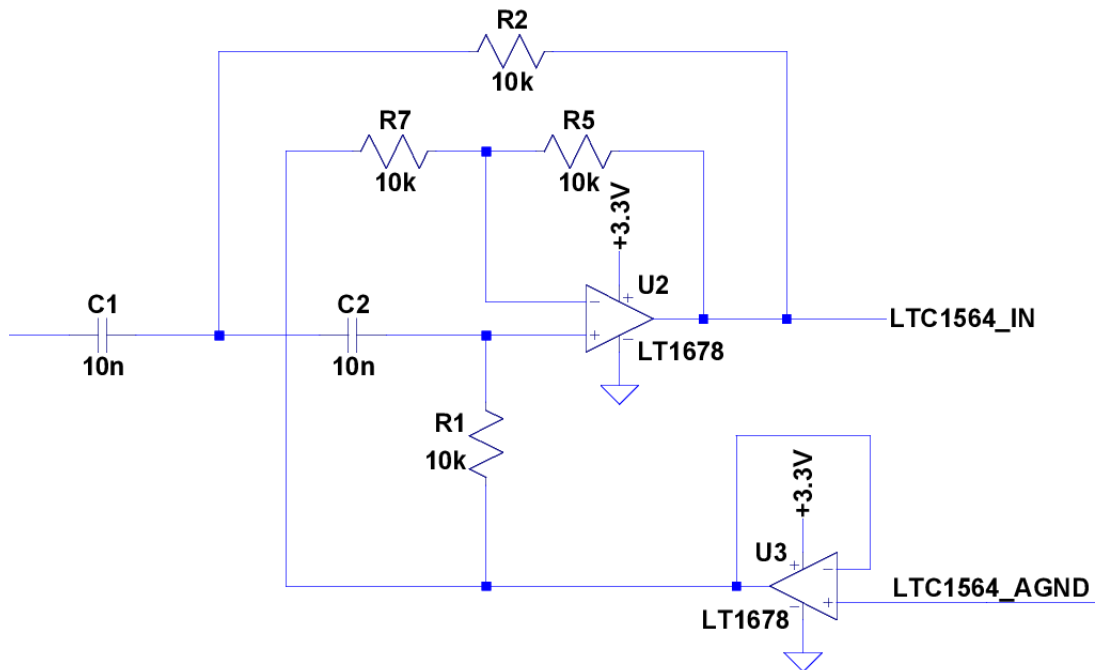 R2
10k
R7
10k
R5
10k
+3.3V
U2
C1
10n
C2
10n
LT1678
LTC1564_IN
R1
10k
+3.3V
U3
LTC1564_AGND
LT1678